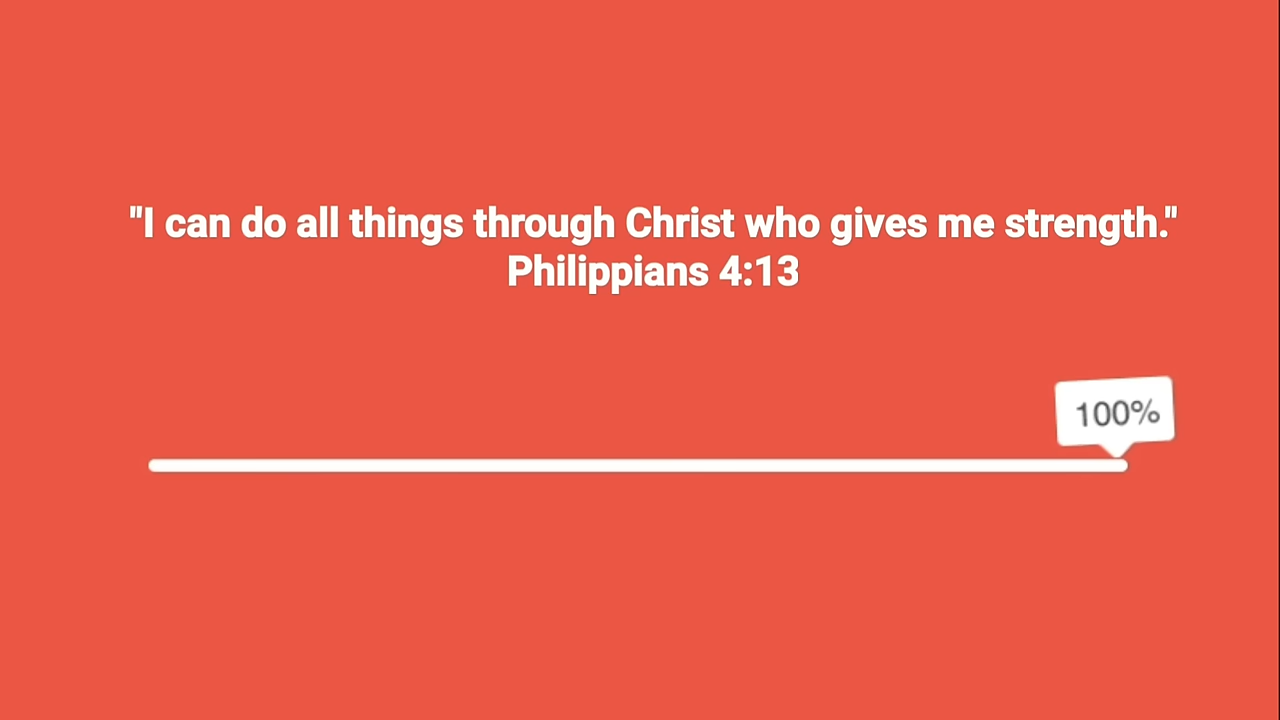 "I can do all things through Christ who gives me strength."
Philippians 4:13
100%